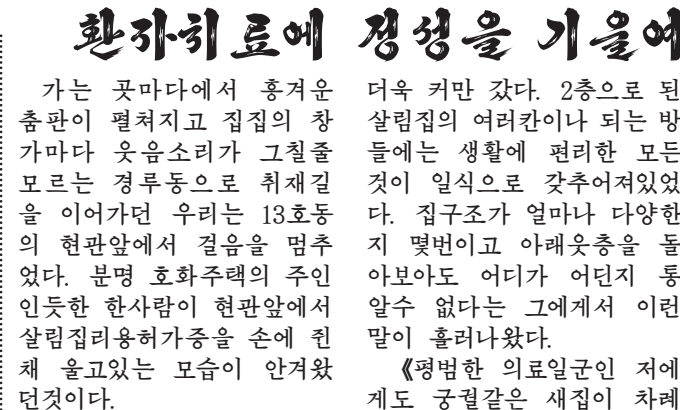 환자치료에 정성을 기울여
가는 곳마다에서 흥겨운
춤판이 펼쳐지고 집집의 창
가마다 웃음소리가 그칠줄
모르는 경루동으로 취재길
을 이어가던 우리는 13호동
의 현관앞에서 걸음을 멈추
었다. 분명 호화주택의 주인
인듯한 한사람이 현관앞에서
살림집리용허가증을 손에 쥔
채 울고있는 모습이 안겨왔
던것이다.
더욱 커만 갔다. 2층으로 된
살림집의 여러칸이나 되는 방
들에는 생활에 편리한 모든
것이 일식으로 갖추어져있었
다. 집구조가 얼마나 다양한
지 몇번이고 아래웃층을 돌
아보아도 어디가 어딘지 통
알수 없다는 그에게서 이런
말이 흘러나왔다.
《평범한 의료일군인 저에
게도 궁궐같은 새집이 차례